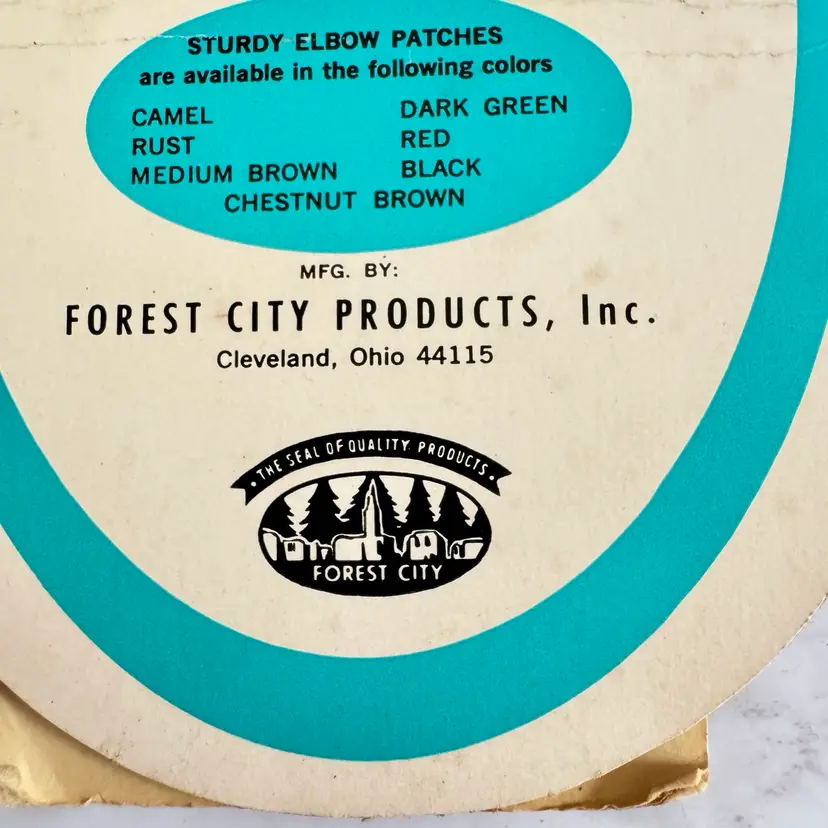 STURDY ELBOW PATCHES
are available in the following colors
CAMEL DARK GREEN
RUST RED
MEDIUM BROWN BLACK
CHESTNUT BROWN
MFG. BY:
FOREST CITY PRODUCTS, Inc.
Cleveland, Ohio 44115
• THE SEAL OF QUALITY PRODUCTS •
FOREST CITY